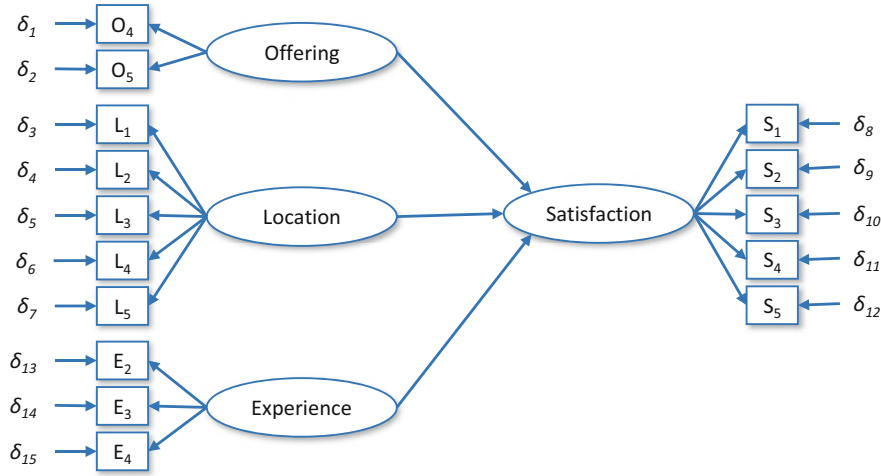 δ1 O4
δ2 O5
Offering
δ3 L1
δ4 L2
δ5 L3
δ6 L4
δ7 L5
Location
Satisfaction
S1 δ8
S2 δ9
S3 δ10
S4 δ11
S5 δ12
δ13 E2
δ14 E3
δ15 E4
Experience